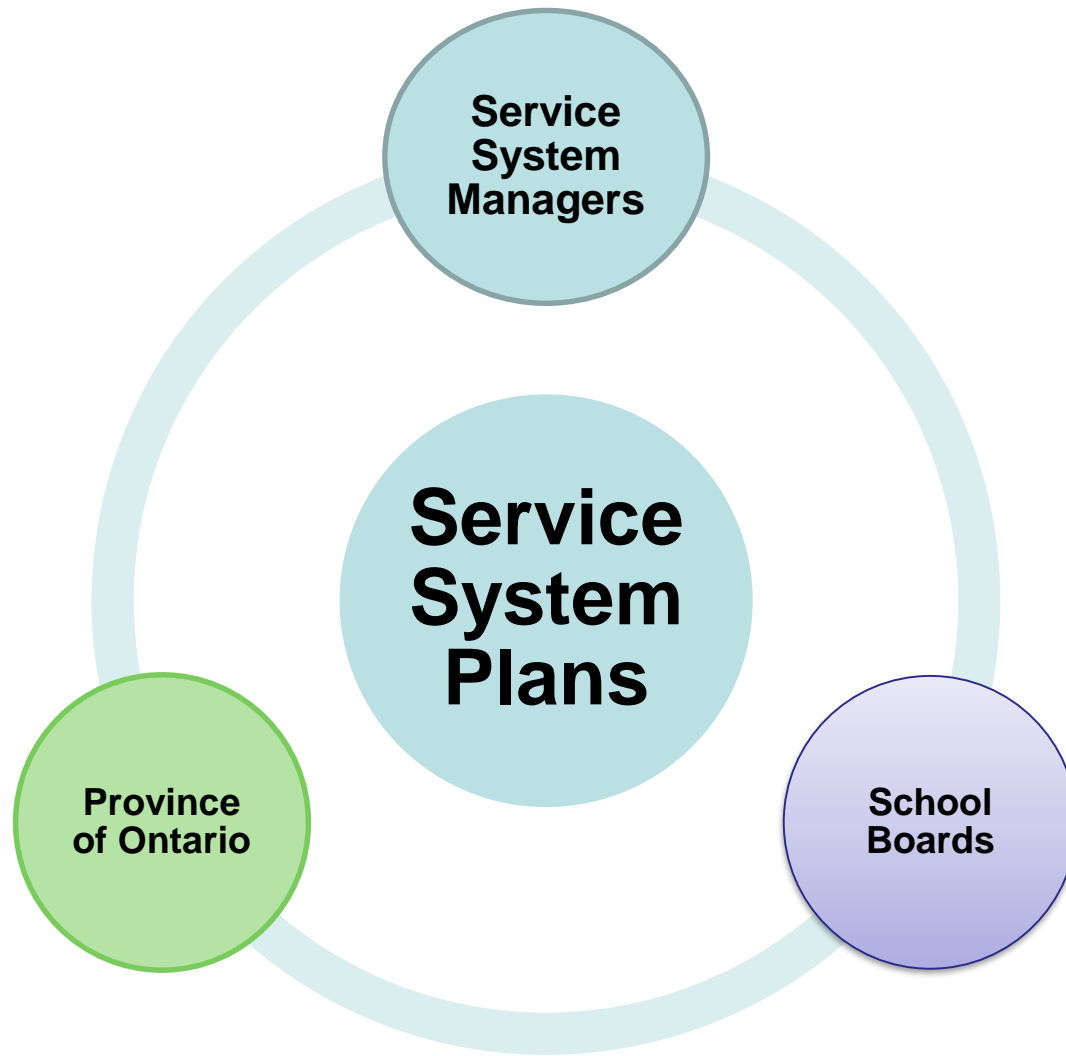 Service
System
Managers
Service
System
Plans
Province
of Ontario
School
Boards